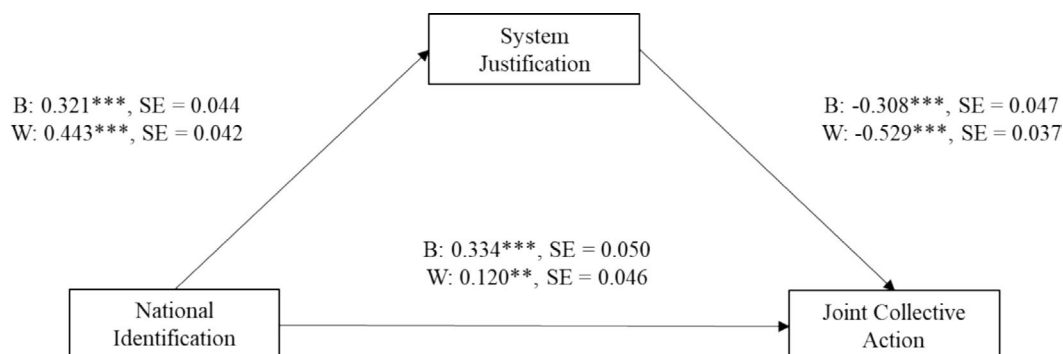 System
Justification
B: 0.321***, SE = 0.044
W: 0.443***, SE = 0.042
B: -0.308***, SE = 0.047
W: -0.529***, SE = 0.037
B: 0.334***, SE = 0.050
W: 0.120**, SE = 0.046
National
Identification
Joint Collective
Action